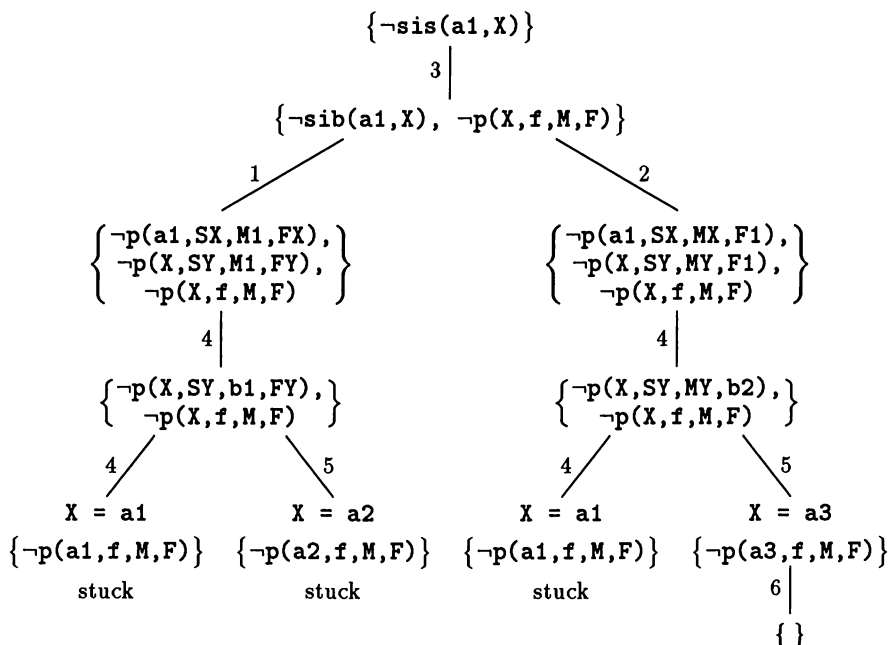 {¬sis(a1,X)}
3
{¬sib(a1,X), ¬p(X,f,M,F)}
1 2
{¬p(a1,SX,M1,FX), ¬p(X,SY,M1,FY), ¬p(X,f,M,F)}
{¬p(a1,SX,MX,F1), ¬p(X,SY,MY,F1), ¬p(X,f,M,F)}
4 4
{¬p(X,SY,b1,FY), ¬p(X,f,M,F)}
{¬p(X,SY,MY,b2), ¬p(X,f,M,F)}
4 5 4 5
X = a1 X = a2 X = a1 X = a3
{¬p(a1,f,M,F)} {¬p(a2,f,M,F)} {¬p(a1,f,M,F)} {¬p(a3,f,M,F)}
stuck stuck stuck 6
{}